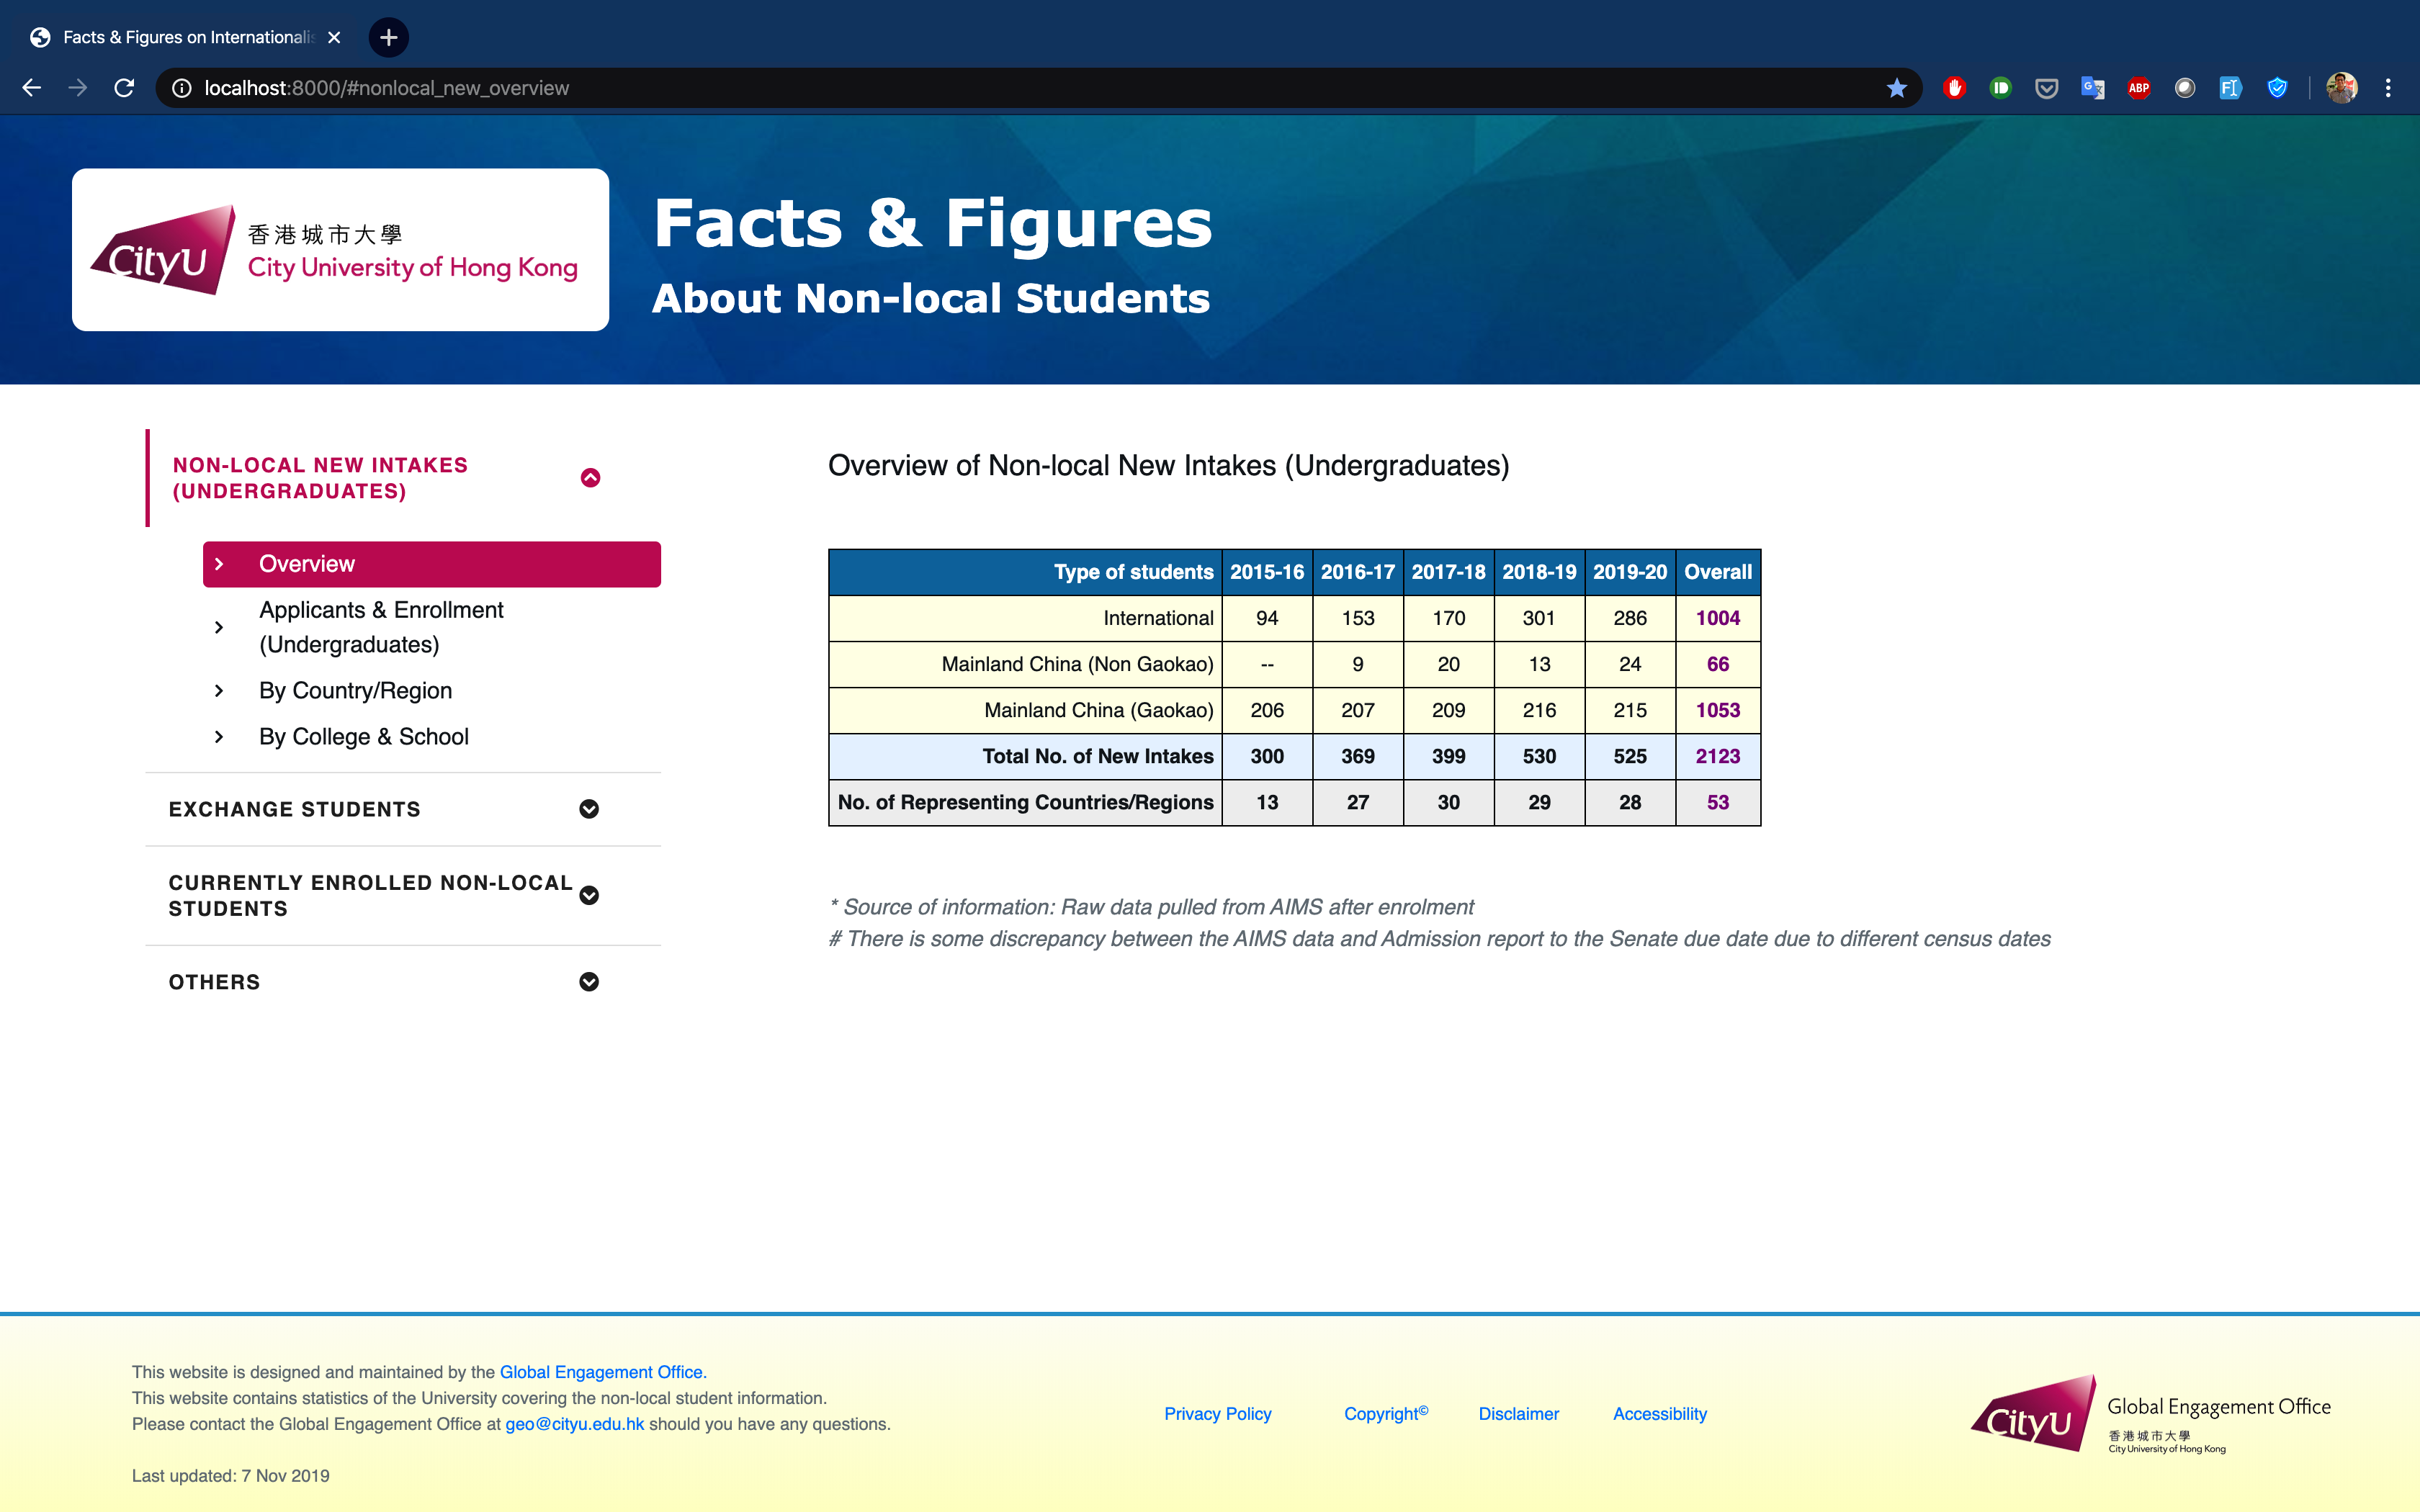 Facts & Figures on Internationalis
localhost:8000/#nonlocal_new_overview
ABP
香港城市大學
CityU
City University of Hong Kong
Facts & Figures
About Non-local Students
NON-LOCAL NEW INTAKES
(UNDERGRADUATES)
Overview
Applicants & Enrollment
(Undergraduates)
By Country/Region
By College & School
EXCHANGE STUDENTS
CURRENTLY ENROLLED NON-LOCAL
STUDENTS
OTHERS
Overview of Non-local New Intakes (Undergraduates)
Type of students 2015-16 2016-17 2017-18 2018-19 2019-20 Overall
International 94 153 170 301 286 1004
Mainland China (Non Gaokao) -- 9 20 13 24 66
Mainland China (Gaokao) 206 207 209 216 215 1053
Total No. of New Intakes 300 369 399 530 525 2123
No. of Representing Countries/Regions 13 27 30 29 28 53
* Source of information: Raw data pulled from AIMS after enrolment
# There is some discrepancy between the AIMS data and Admission report to the Senate due date due to different census dates
This website is designed and maintained by the Global Engagement Office.
This website contains statistics of the University covering the non-local student information.
Please contact the Global Engagement Office at geo@cityu.edu.hk should you have any questions.
Last updated: 7 Nov 2019
Privacy Policy Copyright© Disclaimer Accessibility
CityU
Global Engagement Office
香港城市大學
City University of Hong Kong